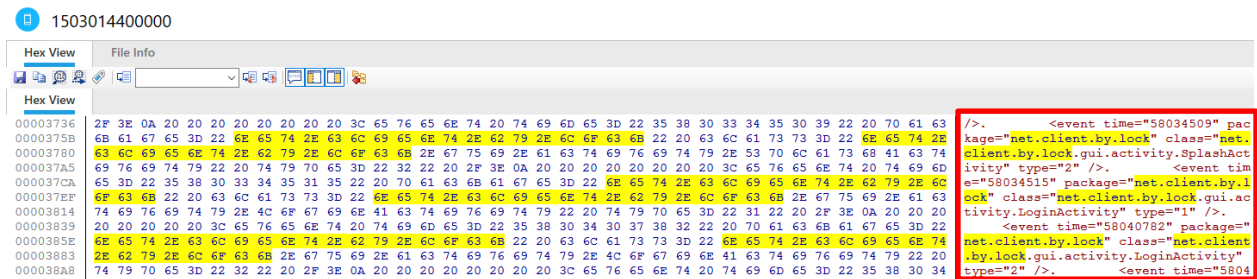 1503014400000
Hex View File Info
Hex View
00003736 2F 3E 0A 20 20 20 20 20 20 20 20 3C 65 76 65 6E 74 20 74 69 6D 65 3D 22 35 38 30 33 34 35 30 39 22 20 70 61 63 />.        <event time="58034509" pac
0000375B 6B 61 67 65 3D 22 6E 65 74 2E 63 6C 69 65 6E 74 2E 62 79 2E 6C 6F 63 6B 22 20 63 6C 61 73 73 3D 22 6E 65 74 2E kage="net.client.by.lock" class="net.
00003780 63 6C 69 65 6E 74 2E 62 79 2E 6C 6F 63 6B 2E 67 75 69 2E 61 63 74 69 76 69 74 79 2E 53 70 6C 61 73 68 41 63 74 client.by.lock.gui.activity.SplashAct
000037A5 69 76 69 74 79 22 20 74 79 70 65 3D 22 32 22 20 2F 3E 0A 20 20 20 20 20 20 20 20 3C 65 76 65 6E 74 20 74 69 6D ivity" type="2" />.        <event tim
000037CA 65 3D 22 35 38 30 33 34 35 31 35 22 20 70 61 63 6B 61 67 65 3D 22 6E 65 74 2E 63 6C 69 65 6E 74 2E 62 79 2E 6C e="58034515" package="net.client.by.l
000037EF 6F 63 6B 22 20 63 6C 61 73 73 3D 22 6E 65 74 2E 63 6C 69 65 6E 74 2E 62 79 2E 6C 6F 63 6B 2E 67 75 69 2E 61 63 ock" class="net.client.by.lock.gui.ac
00003814 74 69 76 69 74 79 2E 4C 6F 67 69 6E 41 63 74 69 76 69 74 79 22 20 74 79 70 65 3D 22 31 22 20 2F 3E 0A 20 20 20 tivity.LoginActivity" type="1" />.
00003839 20 20 20 20 20 3C 65 76 65 6E 74 20 74 69 6D 65 3D 22 35 38 30 34 30 37 38 32 22 20 70 61 63 6B 61 67 65 3D 22 <event time="58040782" package="
0000385E 6E 65 74 2E 63 6C 69 65 6E 74 2E 62 79 2E 6C 6F 63 6B 22 20 63 6C 61 73 73 3D 22 6E 65 74 2E 63 6C 69 65 6E 74 net.client.by.lock" class="net.client
00003883 2E 62 79 2E 6C 6F 63 6B 2E 67 75 69 2E 61 63 74 69 76 69 74 79 2E 4C 6F 67 69 6E 41 63 74 69 76 69 74 79 22 20 .by.lock.gui.activity.LoginActivity"
000038A8 74 79 70 65 3D 22 32 22 20 2F 3E 0A 20 20 20 20 20 20 20 20 3C 65 76 65 6E 74 20 74 69 6D 65 3D 22 35 38 30 34 type="2" />.        <event time="5804